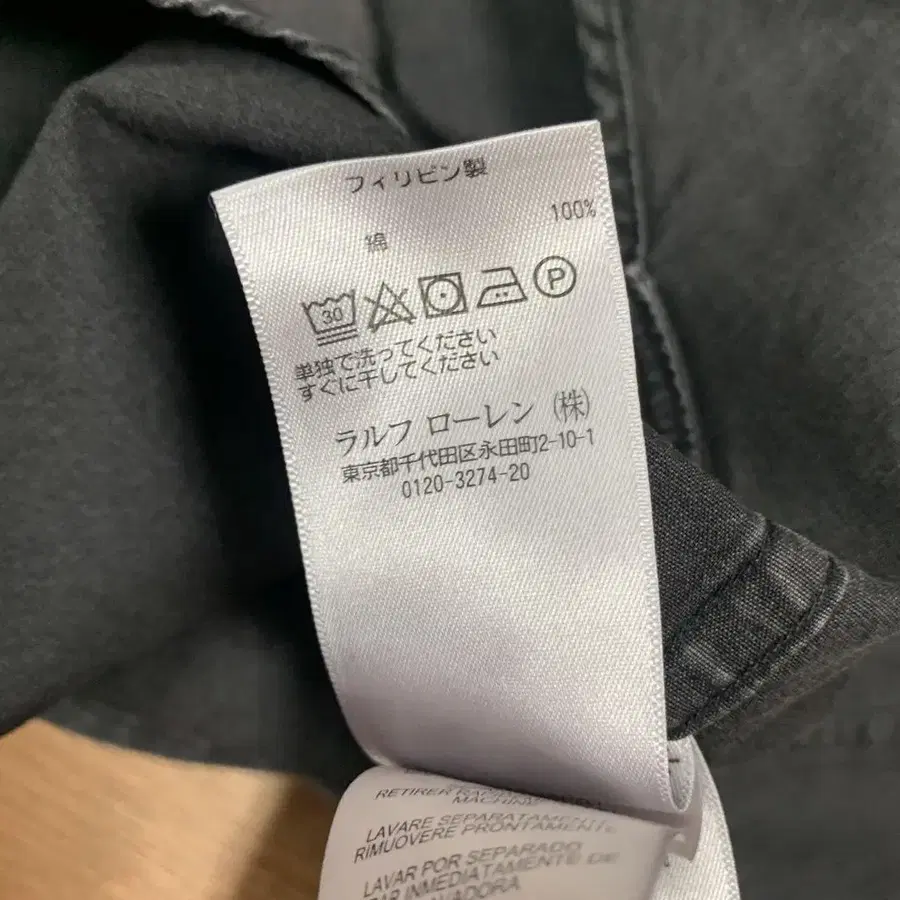 フィリピン製
綿 100%
30 P
単独で洗ってください
すぐに干してください
ラルフ ローレン (株)
東京都千代田区永田町2-10-1
0120-3274-20
RETIRER
MACHINE
LAVARE SEPARATAMENTE
RIMUOVERE PRONTAMENTE
LAVAR POR SEPARADO
INMEDIATAMENTE DE